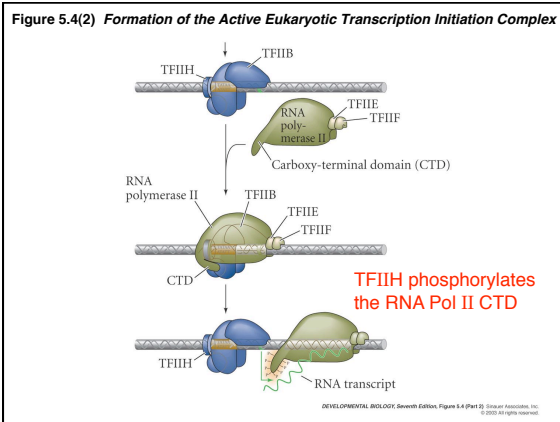 Figure 5.4(2) Formation of the Active Eukaryotic Transcription Initiation Complex
TFIIB
TFIIH
RNA
poly-
merase II
TFIIE
TFIIF
Carboxy-terminal domain (CTD)
RNA
polymerase II
TFIIB
TFIIE
TFIIF
CTD
TFIIH phosphorylates
the RNA Pol II CTD
TFIIH
RNA transcript
DEVELOPMENTAL BIOLOGY, Seventh Edition, Figure 5.4 (Part 2) Sinauer Associates, Inc.
© 2003 All rights reserved.